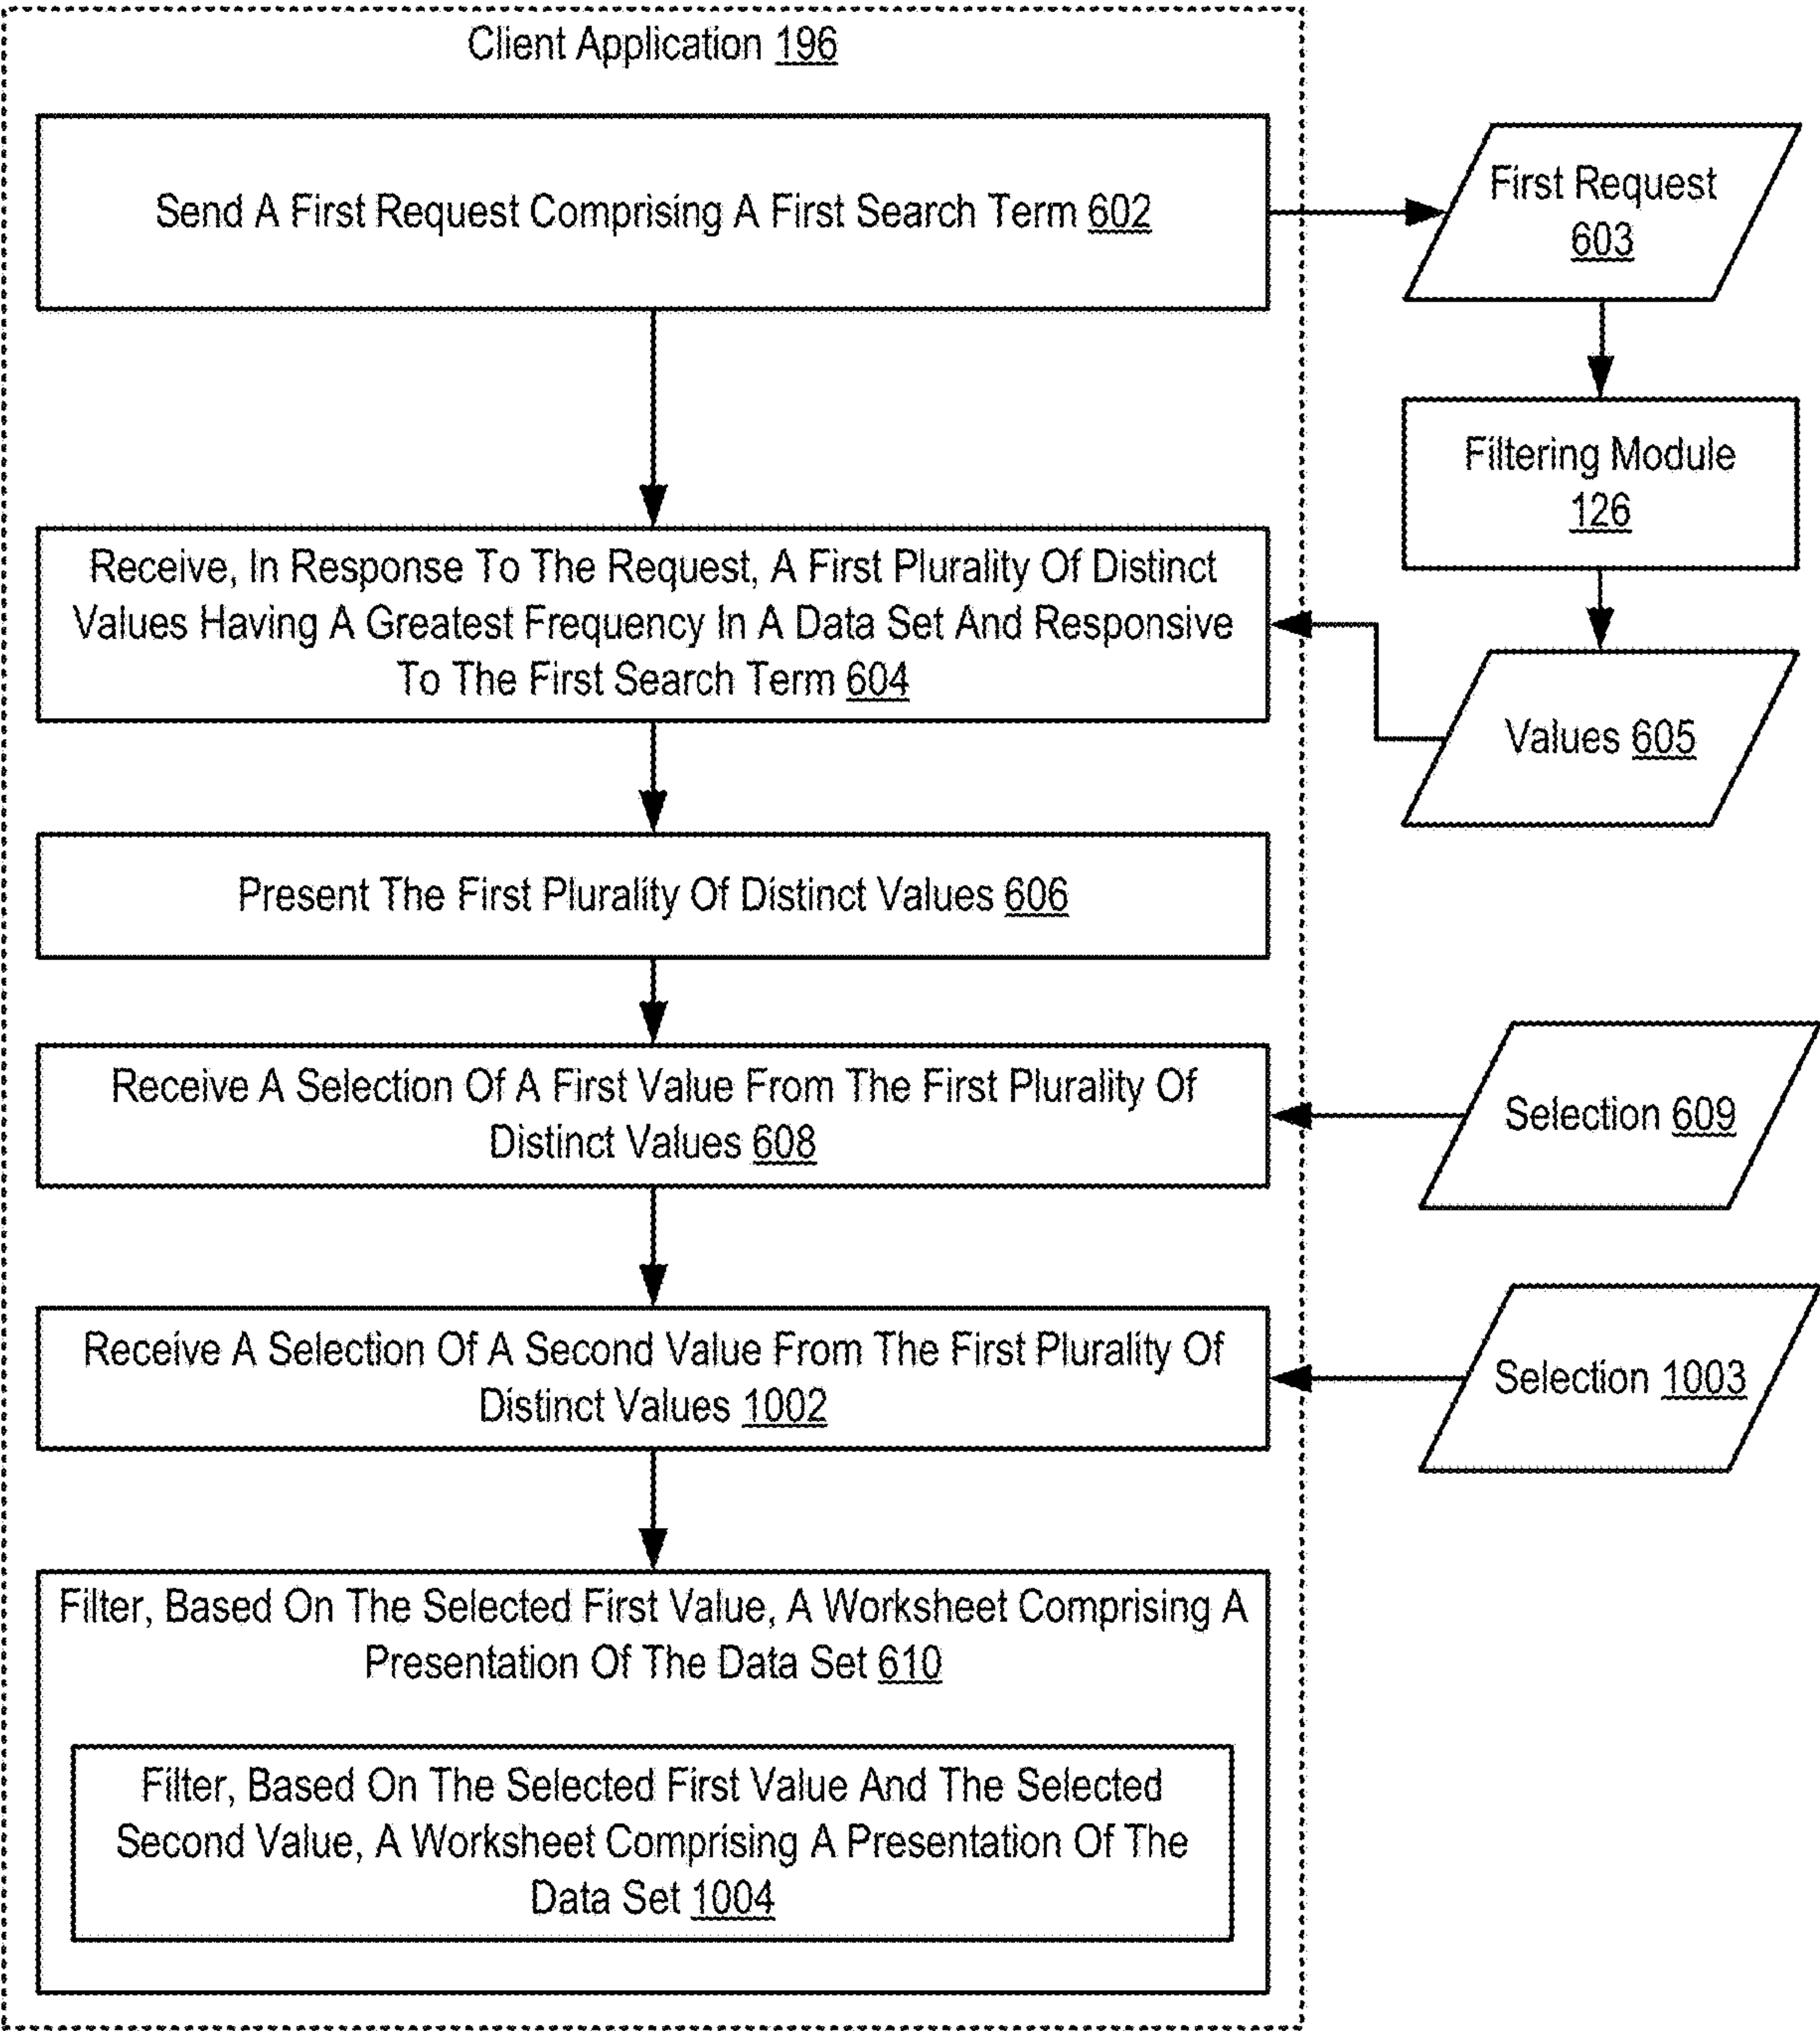 Client Application 196
Send A First Request Comprising A First Search Term 602
First Request
603
Filtering Module
126
Receive, In Response To The Request, A First Plurality Of Distinct
Values Having A Greatest Frequency In A Data Set And Responsive
To The First Search Term 604
Values 605
Present The First Plurality Of Distinct Values 606
Receive A Selection Of A First Value From The First Plurality Of
Distinct Values 608
Selection 609
Receive A Selection Of A Second Value From The First Plurality Of
Distinct Values 1002
Selection 1003
Filter, Based On The Selected First Value, A Worksheet Comprising A
Presentation Of The Data Set 610
Filter, Based On The Selected First Value And The Selected
Second Value, A Worksheet Comprising A Presentation Of The
Data Set 1004